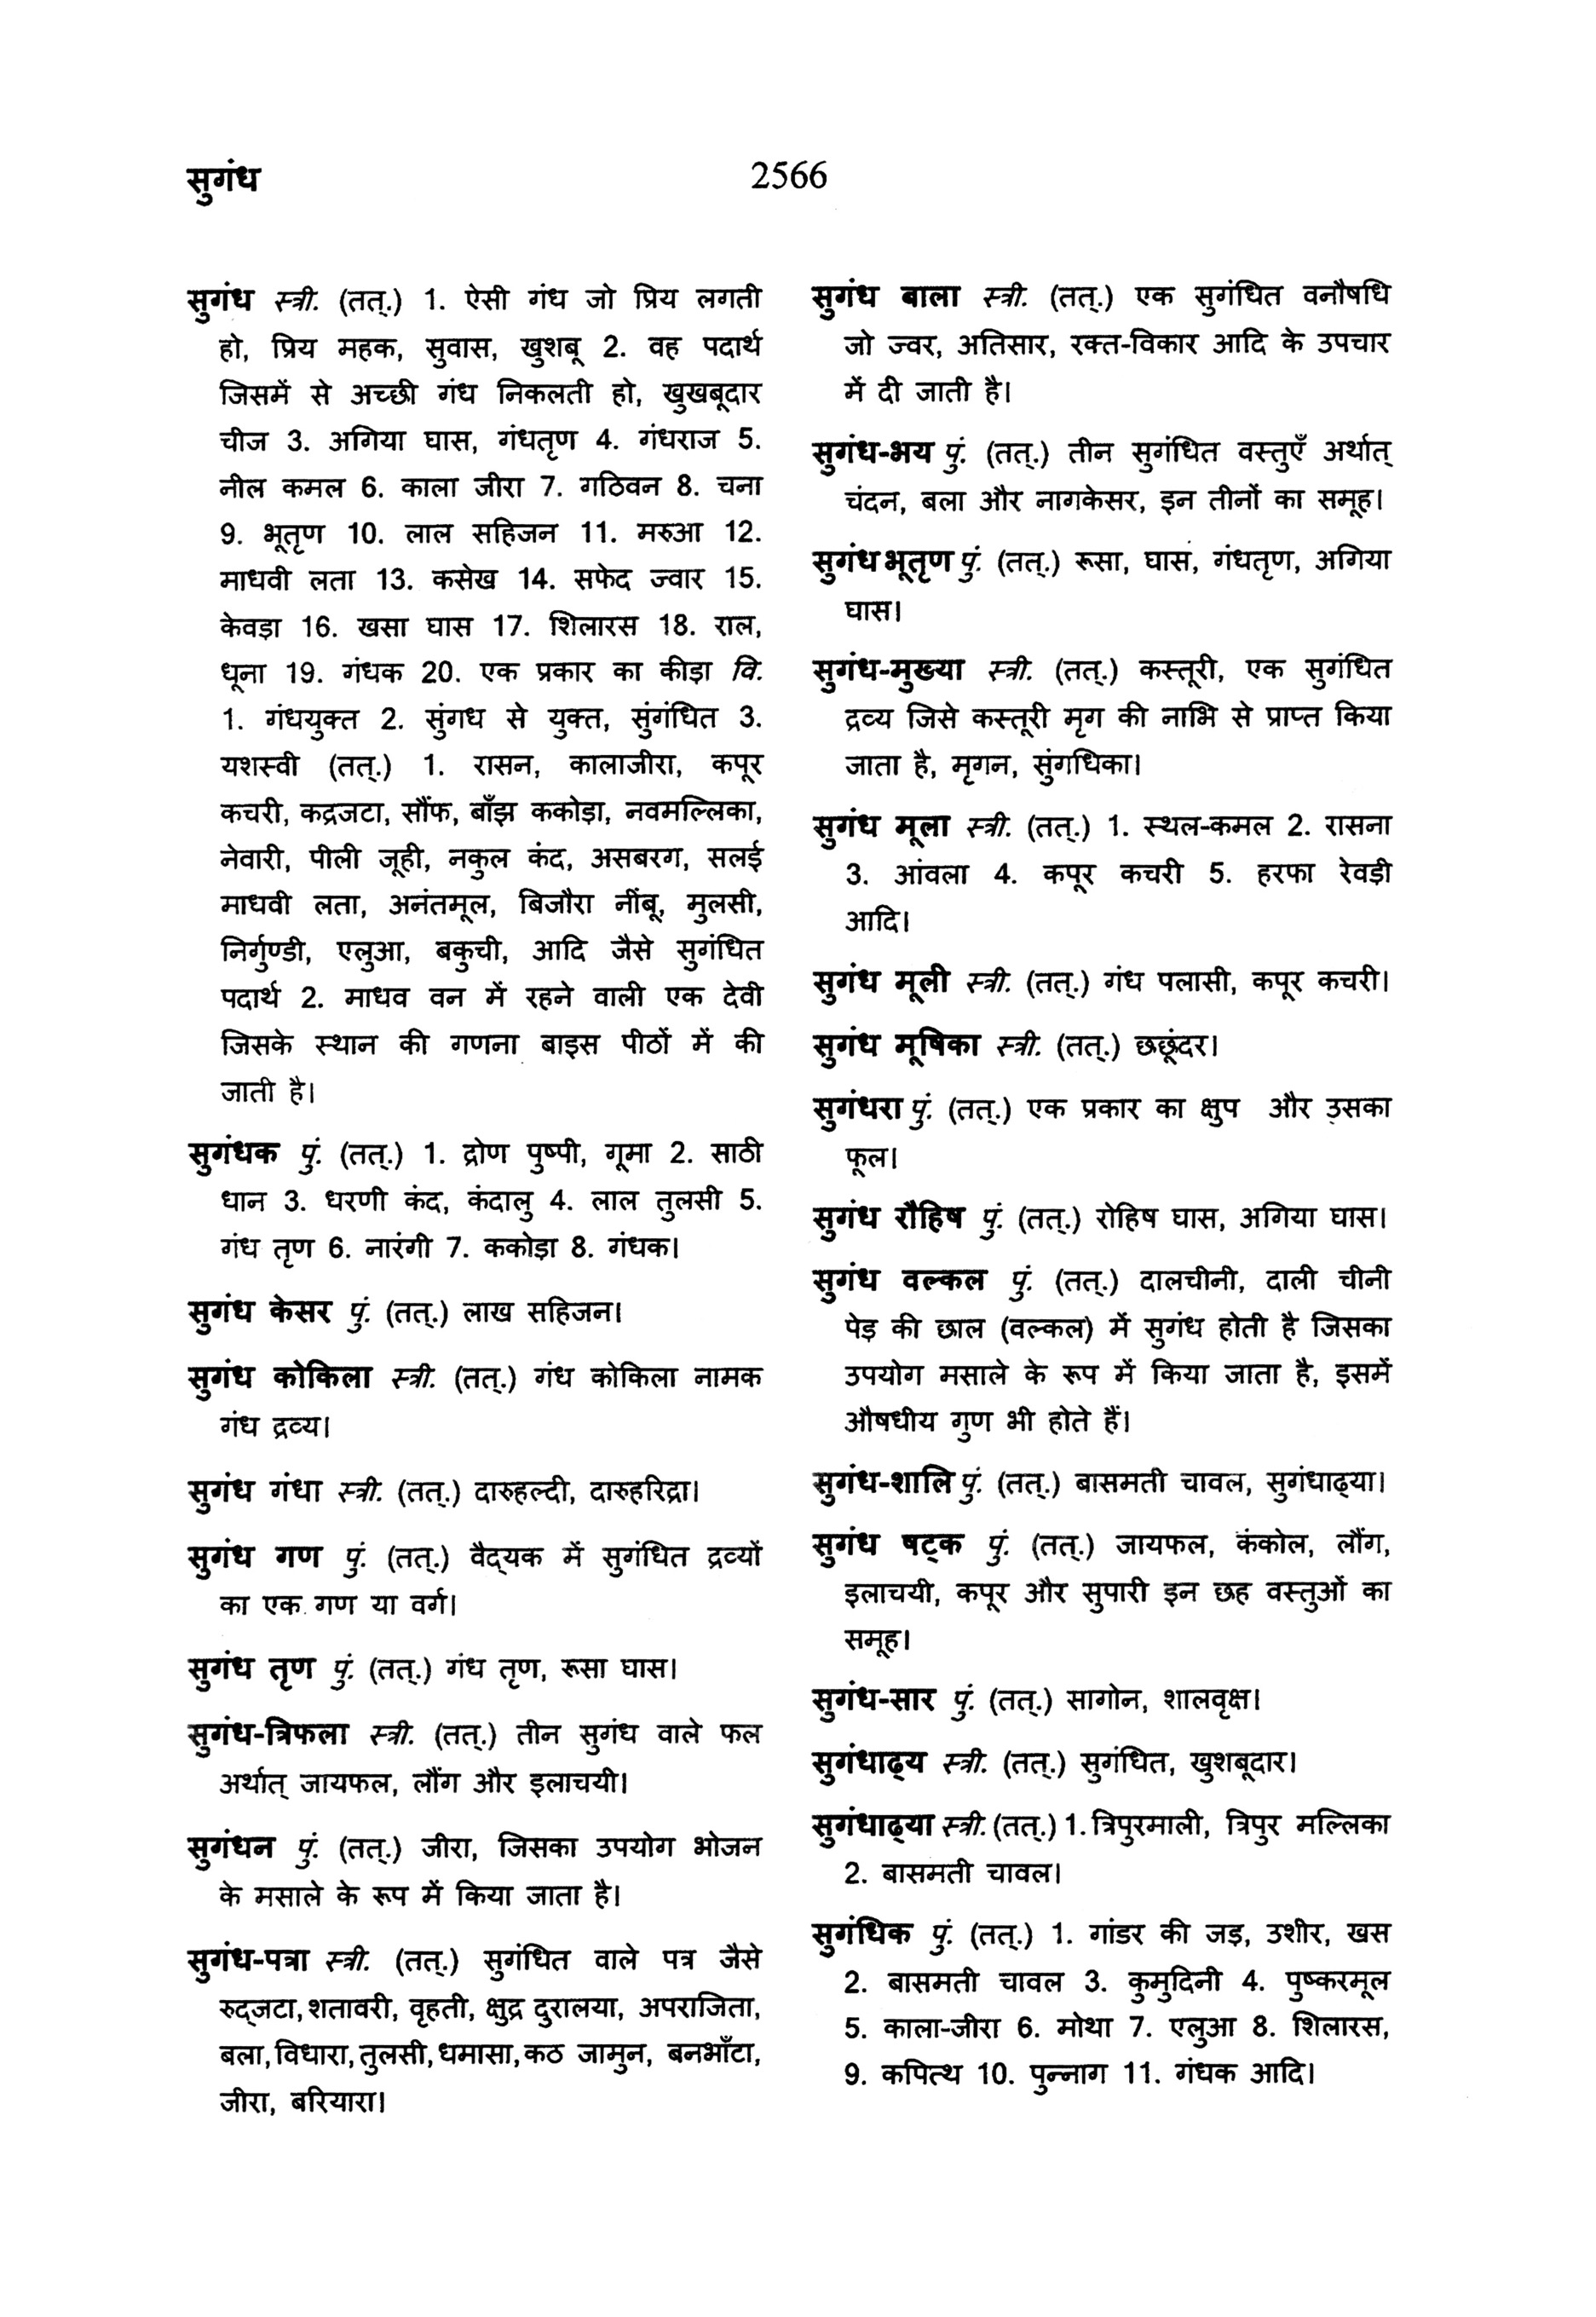 सुगंध
2566
सुगंध स्त्री. (तत्.) 1. ऐसी गंध जो प्रिय लगती
हो, प्रिय महक, सुवास, खुशबू 2. वह पदार्थ
जिसमें से अच्छी गंध निकलती हो, खुखबूदार
चीज 3. अगिया घास, गंधतृण 4. गंधराज 5.
नील कमल 6. काला जीरा 7. गठिवन 8. चना
9. भूतृण 10. लाल सहिजन 11. मरुआ 12.
माधवी लता 13. कसेख 14. सफेद ज्वार 15.
केवड़ा 16. खसा घास 17. शिलारस 18. राल,
धूना 19. गंधक 20. एक प्रकार का कीड़ा वि.
1. गंधयुक्त 2. सुंगध से युक्त, सुंगंधित 3.
यशस्वी (तत्.) 1. रासन, कालाजीरा, कपूर
कचरी, कद्रजटा, सौंफ, बाँझ ककोड़ा, नवमल्लिका,
नेवारी, पीली जूही, नकुल कंद, असबरग, सलई
माधवी लता, अनंतमूल, बिजौरा नींबू, मुलसी,
निर्गुण्डी, एलुआ, बकुची, आदि जैसे सुगंधित
पदार्थ 2. माधव वन में रहने वाली एक देवी
जिसके स्थान की गणना बाइस पीठों में की
जाती है।
सुगंधक पुं. (तत्.) 1. द्रोण पुष्पी, गूमा 2. साठी
धान 3. धरणी कंद, कंदालु 4. लाल तुलसी 5.
गंध तृण 6. नारंगी 7. ककोड़ा 8. गंधक।
सुगंध केसर पुं. (तत्.) लाख सहिजन।
सुगंध कोकिला स्त्री. (तत्.) गंध कोकिला नामक
गंध द्रव्य।
सुगंध गंधा स्त्री. (तत्.) दारुहल्दी, दारुहरिद्रा।
सुगंध गण पुं. (तत्.) वैद्‌यक में सुगंधित द्रव्यों
का एक गण या वर्ग।
सुगंध तृण पुं. (तत्.) गंध तृण, रूसा घास।
सुगंध-त्रिफला स्त्री. (तत्.) तीन सुगंध वाले फल
अर्थात् जायफल, लौंग और इलाचयी।
सुगंधन पुं. (तत्.) जीरा, जिसका उपयोग भोजन
के मसाले के रूप में किया जाता है।
सुगंध-पत्रा स्त्री. (तत्.) सुगंधित वाले पत्र जैसे
रुद्‌जटा, शतावरी, वृहती, क्षुद्र दुरालया, अपराजिता,
बला, विधारा, तुलसी, धमासा, कठ जामुन, बनभाँटा,
जीरा, बरियारा।
सुगंध बाला स्त्री. (तत्.) एक सुगंधित वनौषधि
जो ज्वर, अतिसार, रक्त-विकार आदि के उपचार
में दी जाती है।
सुगंध-भय पुं. (तत्.) तीन सुगंधित वस्तुएँ अर्थात्
चंदन, बला और नागकेसर, इन तीनों का समूह।
सुगंध भूतृण पुं. (तत्.) रूसा, घास, गंधतृण, अगिया
घास।
सुगंध-मुख्या स्त्री. (तत्.) कस्तूरी, एक सुगंधित
द्रव्य जिसे कस्तूरी मृग की नाभि से प्राप्त किया
जाता है, मृगन, सुंगधिका।
सुगंध मूला स्त्री. (तत्.) 1. स्थल-कमल 2. रासना
3. आंवला 4. कपूर कचरी 5. हरफा रेवड़ी
आदि।
सुगंध मूली स्त्री. (तत्.) गंध पलासी, कपूर कचरी।
सुगंध मूषिका स्त्री. (तत्.) छछूंदर।
सुगंधरा पुं. (तत्.) एक प्रकार का क्षुप और उसका
फूल।
सुगंध रौहिष पुं. (तत्.) रोहिष घास, अगिया घास।
सुगंध वल्कल पुं. (तत्.) दालचीनी, दाली चीनी
पेड़ की छाल (वल्कल) में सुगंध होती है जिसका
उपयोग मसाले के रूप में किया जाता है, इसमें
औषधीय गुण भी होते हैं।
सुगंध-शालि पुं. (तत्.) बासमती चावल, सुगंधाढ्‌या।
सुगंध षट्क पुं. (तत्.) जायफल, कंकोल, लौंग,
इलाचयी, कपूर और सुपारी इन छह वस्तुओं का
समूह।
सुगंध-सार पुं. (तत्.) सागोन, शालवृक्ष।
सुगंधाढ्‌य स्त्री. (तत्.) सुगंधित, खुशबूदार।
सुगंधाढ्‌या स्त्री. (तत्.) 1. त्रिपुरमाली, त्रिपुर मल्लिका
2. बासमती चावल।
सुगंधिक पुं. (तत्.) 1. गांडर की जड़, उशीर, खस
2. बासमती चावल 3. कुमुदिनी 4. पुष्करमूल
5. काला-जीरा 6. मोथा 7. एलुआ 8. शिलारस,
9. कपित्थ 10. पुन्नाग 11. गंधक आदि।